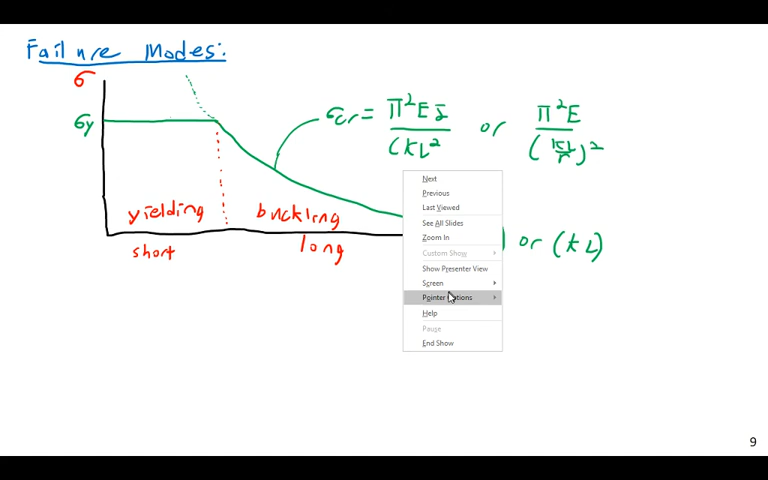 Failure Modes:
σ
σy
σcr = π²EI / (KL² or π²E / (KL/r)²
yielding
buckling
short
long
) or (KL)
Next
Previous
Last Viewed
See All Slides
Zoom In
Custom Show
Show Presenter View
Screen
Pointer Options
Help
Pause
End Show
9